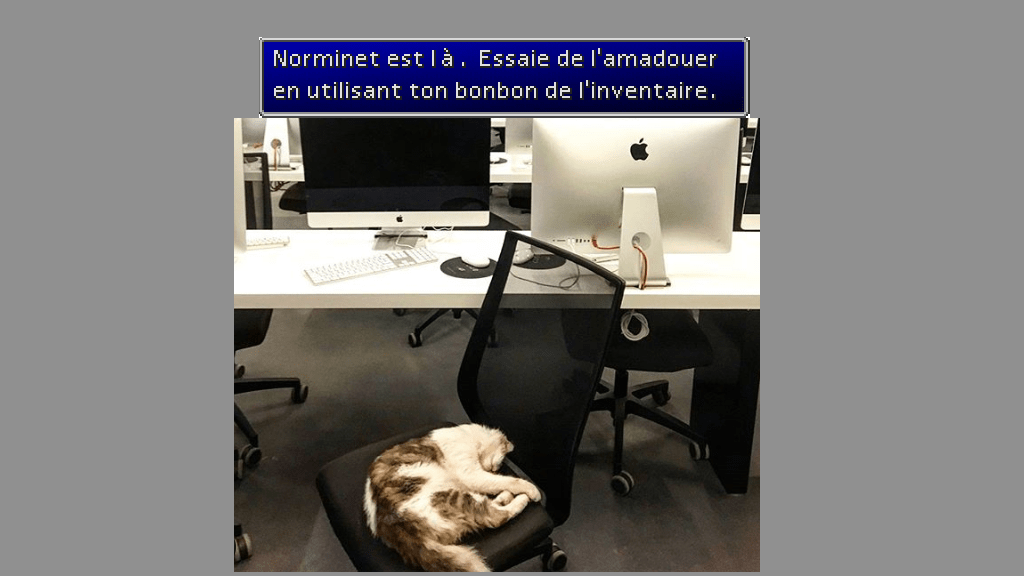 Norminet est là. Essaie de l'amadouer
en utilisant ton bonbon de l'inventaire.